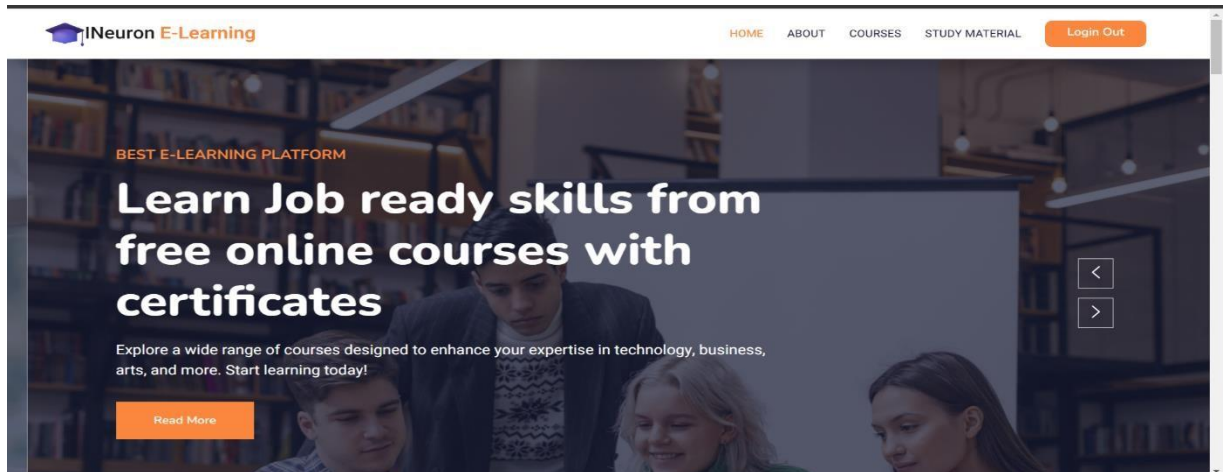 INeuron E-Learning
HOME ABOUT COURSES STUDY MATERIAL Login Out
BEST E-LEARNING PLATFORM
Learn Job ready skills from
free online courses with
certificates
Explore a wide range of courses designed to enhance your expertise in technology, business,
arts, and more. Start learning today!
Read More